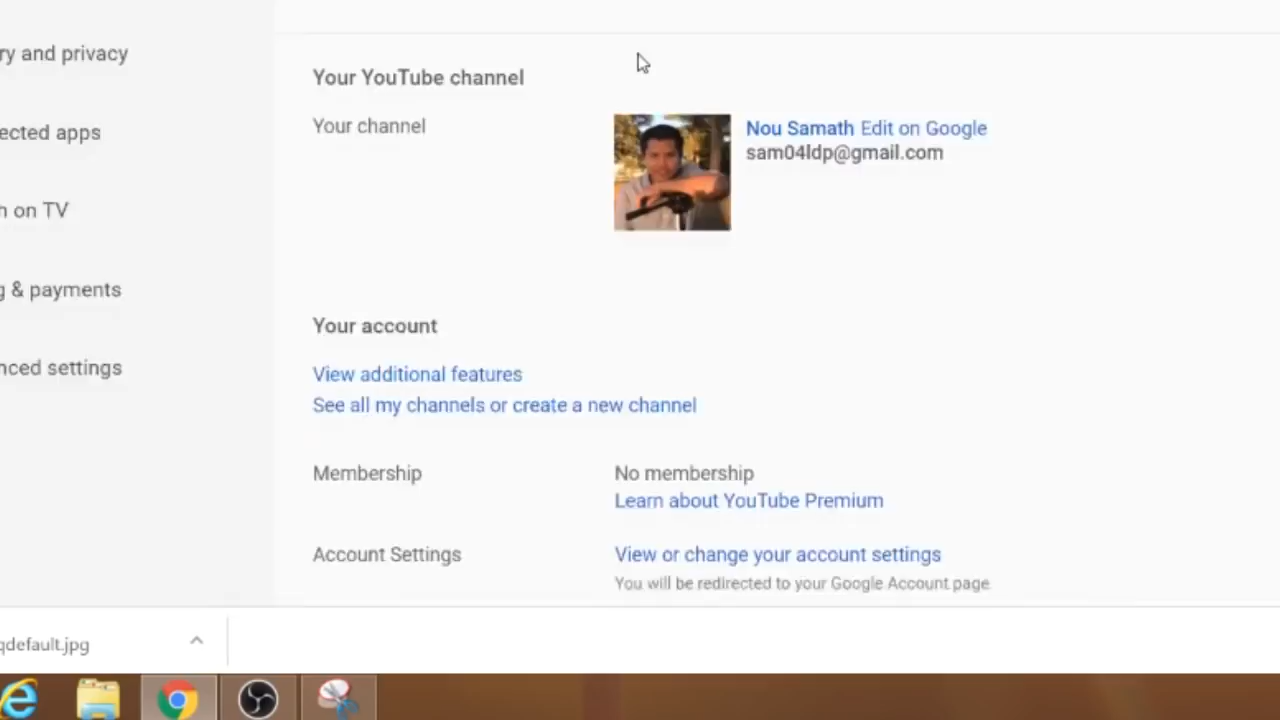 ry and privacy
ected apps
h on TV
g & payments
nced settings
Your YouTube channel
Your channel
Nou Samath Edit on Google
sam04ldp@gmail.com
Your account
View additional features
See all my channels or create a new channel
Membership
No membership
Learn about YouTube Premium
Account Settings
View or change your account settings
You will be redirected to your Google Account page
qdefault.jpg